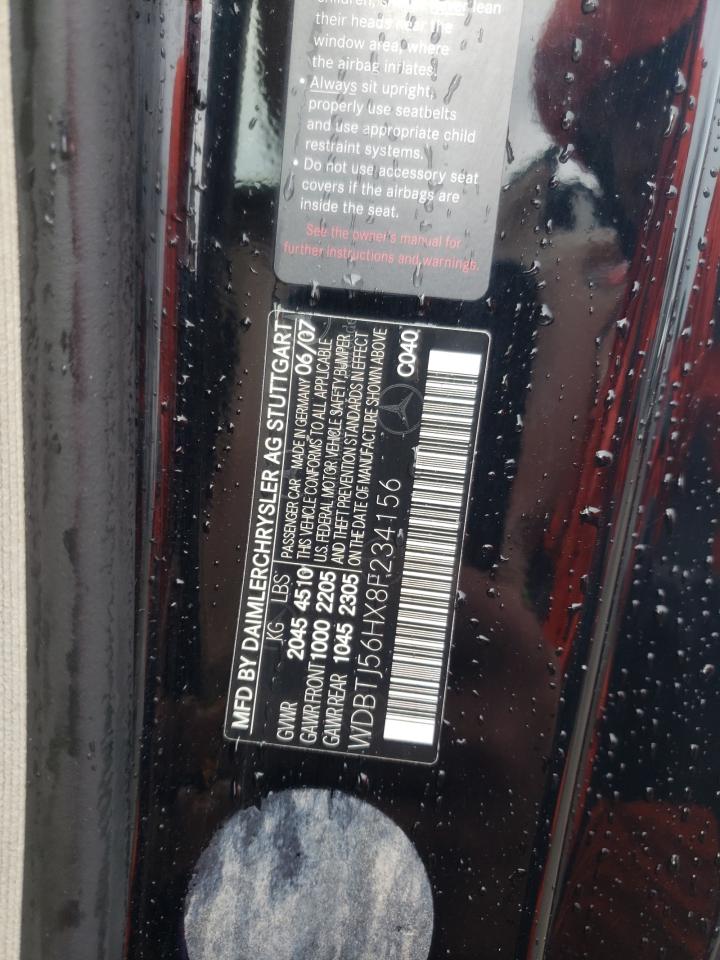 children, should never lean
their heads near the
window area, where
the airbag inflates.
• Always sit upright,
properly use seatbelts
and use appropriate child
restraint systems.
• Do not use accessory seat
covers if the airbags are
inside the seat.
See the owner's manual for
further instructions and warnings.
MFD BY DAIMLERCHRYSLER AG STUTTGART
KG LBS PASSENGER CAR MADE IN GERMANY 06/07
GVWR 2045 4510 THIS VEHICLE CONFORMS TO ALL APPLICABLE
GAWR FRONT 1000 2205 U.S. FEDERAL MOTOR VEHICLE SAFETY, BUMPER
GAWR REAR 1045 2305 AND THEFT PREVENTION STANDARDS IN EFFECT
ON THE DATE OF MANUFACTURE SHOWN ABOVE
WDBTJ56HX8F234156
C040